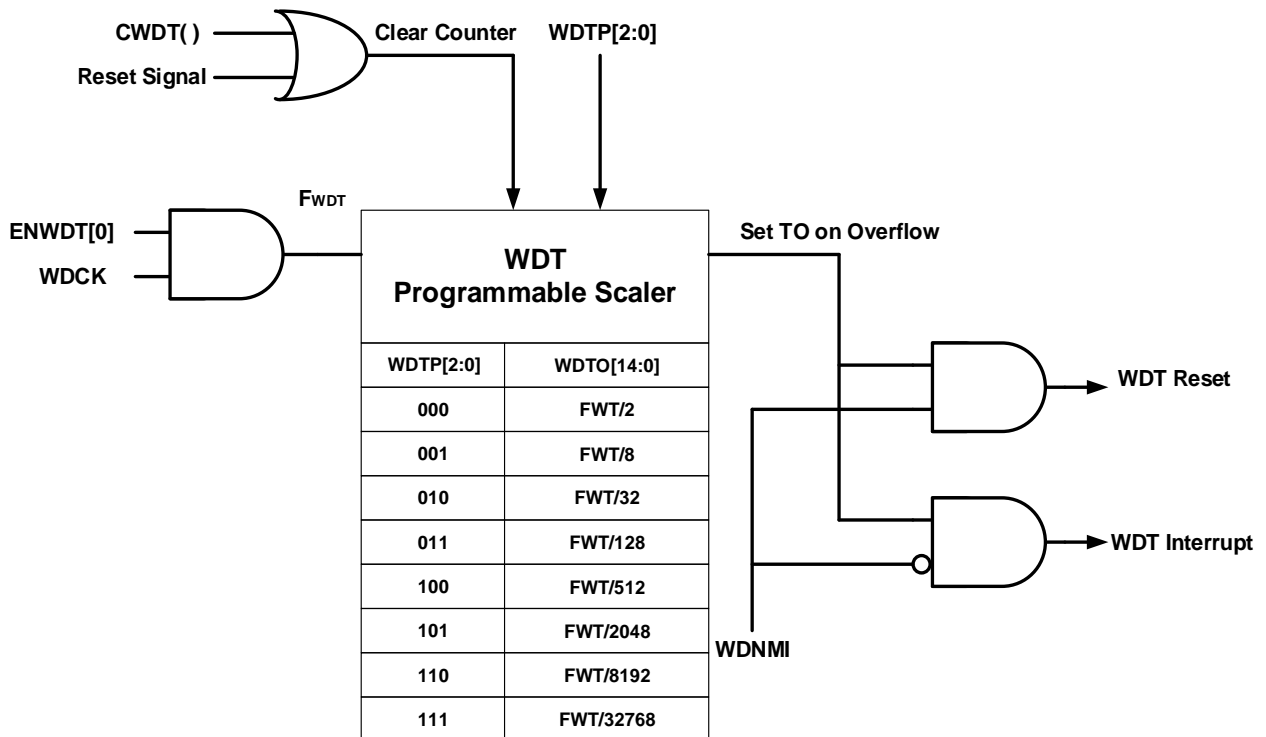 CWDT( )
Reset Signal
Clear Counter
WDTP[2:0]
ENWDT[0]
WDCK
FWDT
WDT
Programmable Scaler
Set TO on Overflow
WDTP[2:0] WDTO[14:0]
000 FWT/2
001 FWT/8
010 FWT/32
011 FWT/128
100 FWT/512
101 FWT/2048
110 FWT/8192
111 FWT/32768
WDT Reset
WDT Interrupt
WDNMI